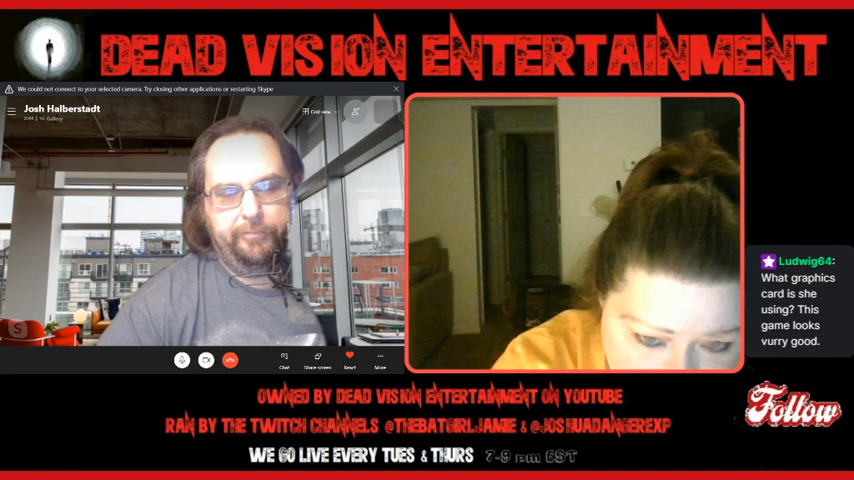 DEAD VISION ENTERTAINMENT
We could not connect to your selected camera. Try closing other applications or restarting Skype
Josh Halberstadt
Gallery
Grid view
Ludwig64:
What graphics
card is she
using? This
game looks
vurry good.
Chat
Share screen
React
More
OWNED BY DEAD VISION ENTERTAINMENT ON YOUTUBE
RAN BY THE TWITCH CHANNELS @THEBATGIRLJAMIE & @JOSHUADANGEREXP
WE GO LIVE EVERY TUES & THURS 7-9 pm EST
Follow